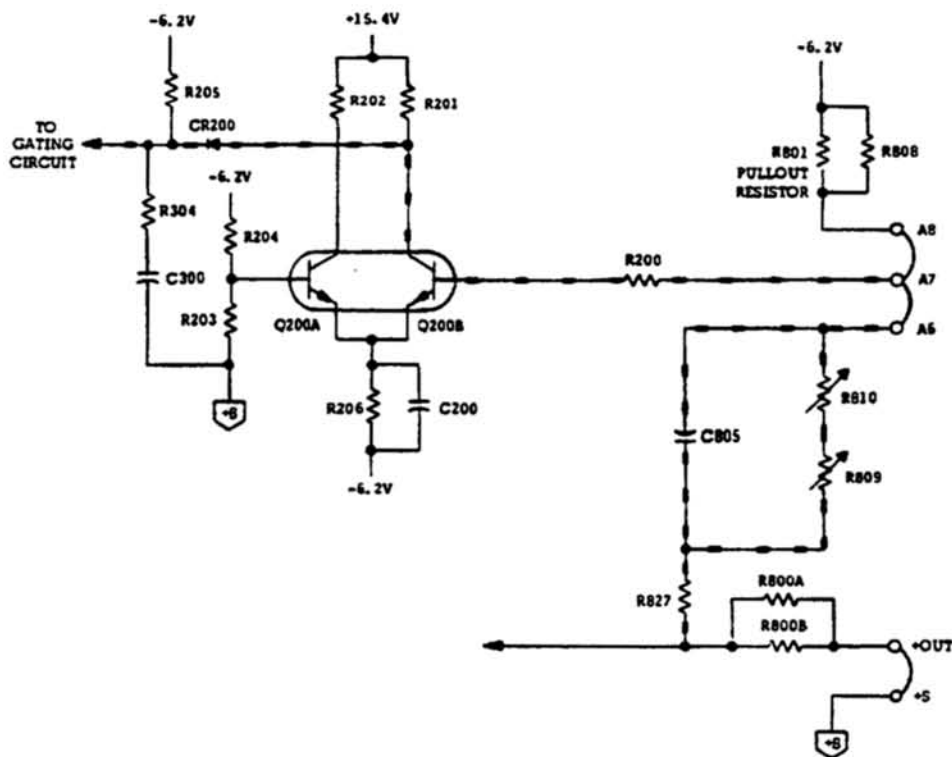 -6.2V
+15.4V
-6.2V
R205
R202
R201
TO
GATING
CIRCUIT
CR200
R801
R808
PULLOUT
RESISTOR
-6.2V
R304
R204
A8
R200
A7
C300
R203
Q200A
Q200B
A6
+S
R206
C200
R810
C805
R809
-6.2V
R827
R800A
R800B
+OUT
+S
+S